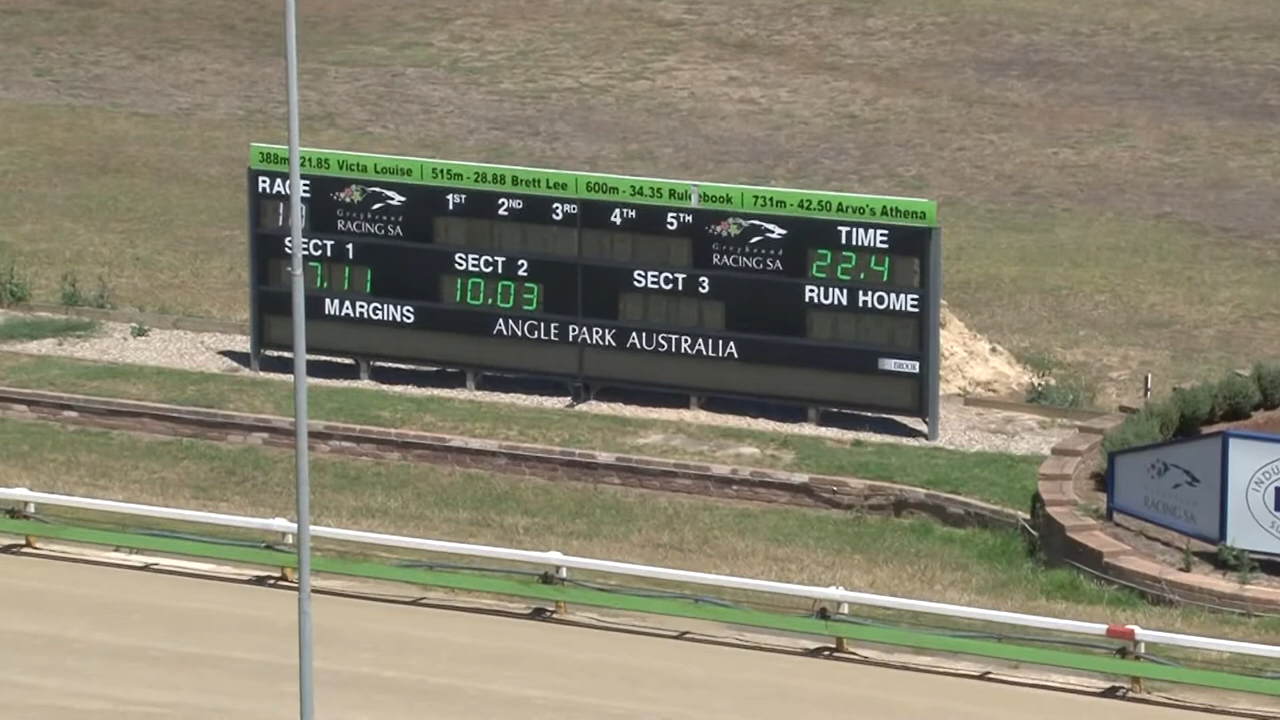 388m 21.85 Victa Louise | 515m - 28.88 Brett Lee | 600m - 34.35 Rulebook | 731m - 42.50 Arvo's Athena
RACE
Greyhound
RACING SA
1ST 2ND 3RD 4TH 5TH
Greyhound
RACING SA
TIME
22.4
SECT 1
7.11
SECT 2
10.03
SECT 3
RUN HOME
MARGINS
ANGLE PARK AUSTRALIA
BROOK
RACING SA